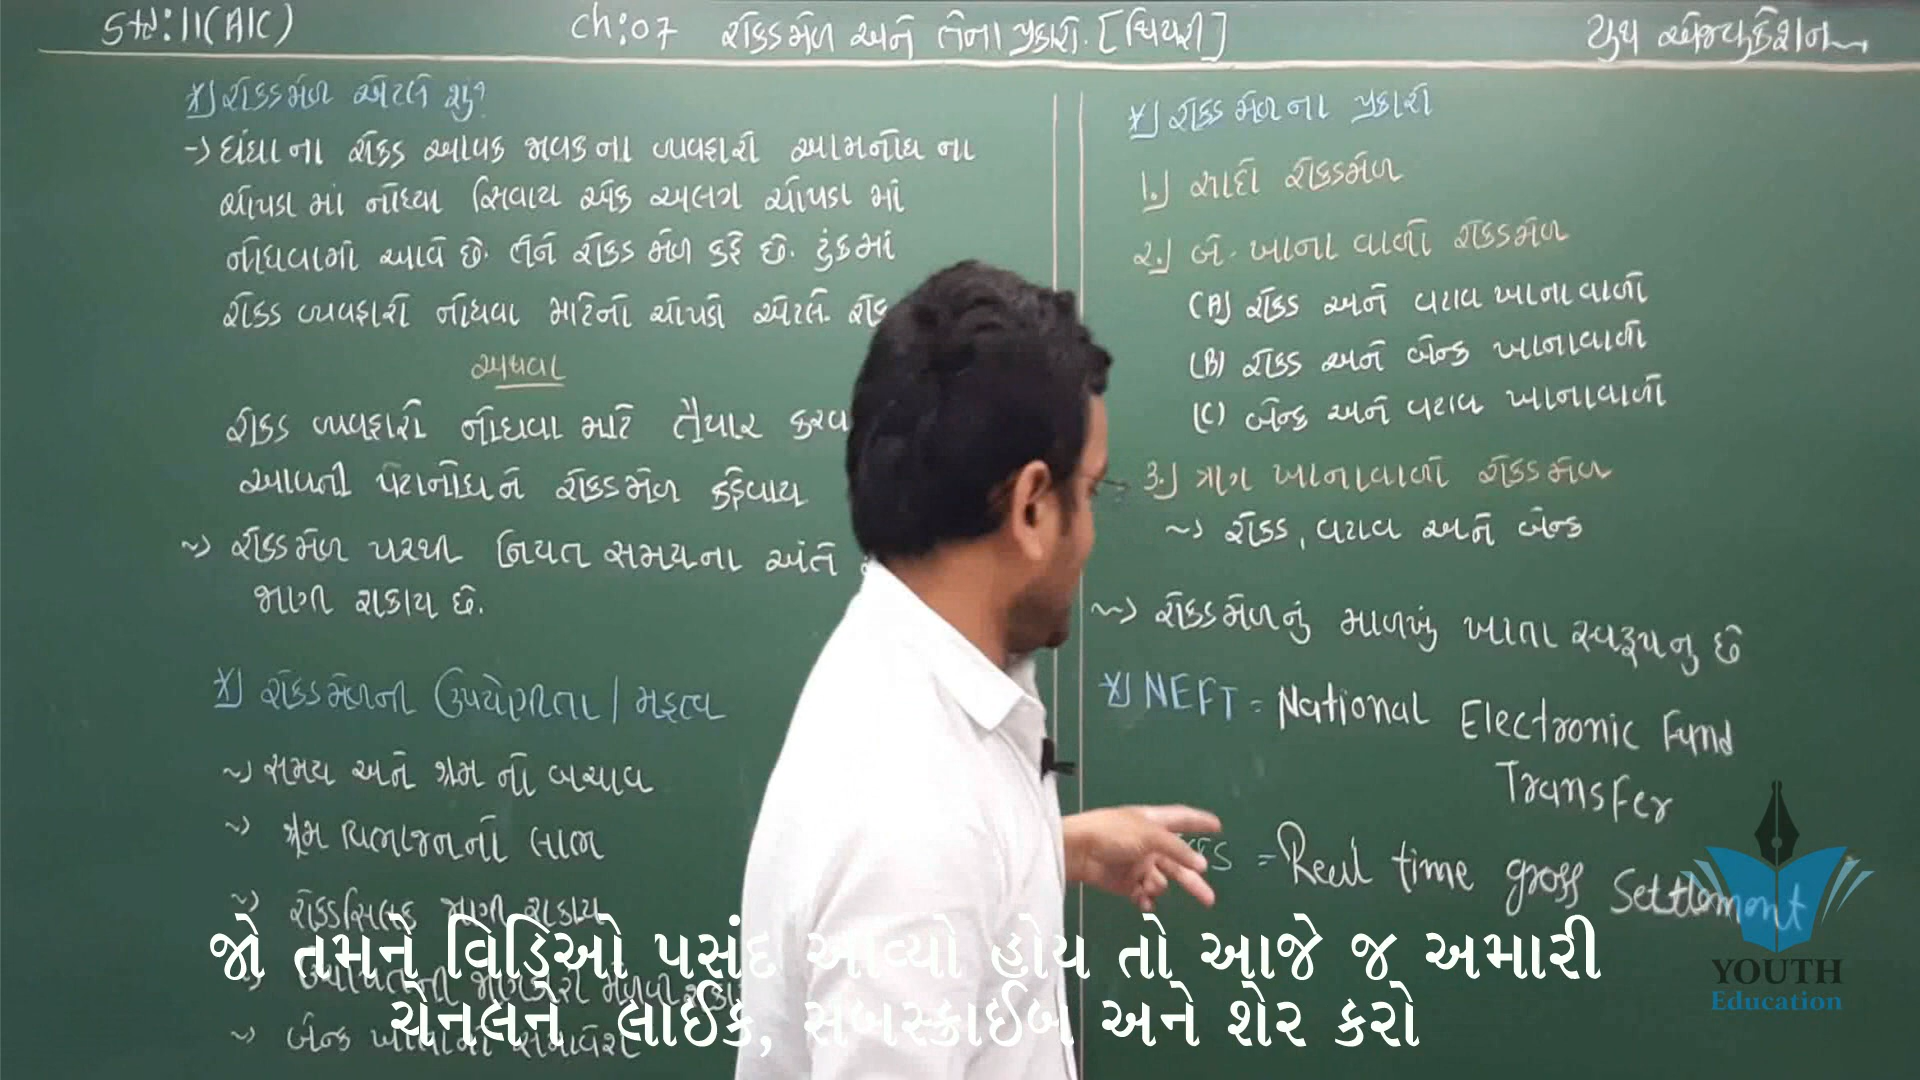 Std:11(A/C)
Ch:07 રોકડમેળ અને તેના પ્રકારો. [થિયરી]
યુથ એજ્યુકેશન
*] રોકડમેળ એટલે શું?
→ ધંધાના રોકડ આવક જાવકના વ્યવહારો આમનોંધ ના
ચોપડા માં નોંધ્યા સિવાય એક અલગ ચોપડા માં
નોંધવામાં આવે છે. તેને રોકડ મેળ કહે છે. ટુંકમાં
રોકડ વ્યવહારો નોંધવા માટેનો ચોપડો એટલે
અથવા
રોકડ વ્યવહારો નોંધવા માટે તૈયાર
આવતી પેટાનોંધને રોકડમેળ કહેવાય
~> રોકડમેળ પરથી નિયત સમયના અંતે
જાણી શકાય છે.
*] રોકડમેળની ઉપયોગીતા / મહત્વ
~> સમય અને શ્રમ નો બચાવ
~> શ્રમ વિભાજનનો લાભ
~> રોકડસિલક જાણી શકાય
~> બેન્ક
*] રોકડમેળના પ્રકારો
1.] સાદો રોકડમેળ
2.] બે ખાના વાળો રોકડમેળ
(A) રોકડ અને વટાવ ખાનાવાળો
(B) રોકડ અને બેન્ક ખાનાવાળો
(C) બેન્ક અને વટાવ ખાનાવાળો
3.] ત્રણ ખાનાવાળો રોકડમેળ
~> રોકડ, વટાવ અને બેન્ક
~> રોકડમેળનું માળખું ખાતા સ્વરૂપનુ છે
*] NEFT = National Electronic Fund
Transfer
= Real time gross Settlement
જો તમને વિડિઓ પસંદ આવ્યો હોય તો આજે જ અમારી
ચેનલને લાઈક, સબસ્ક્રાઈબ અને શેર કરો
YOUTH
Education